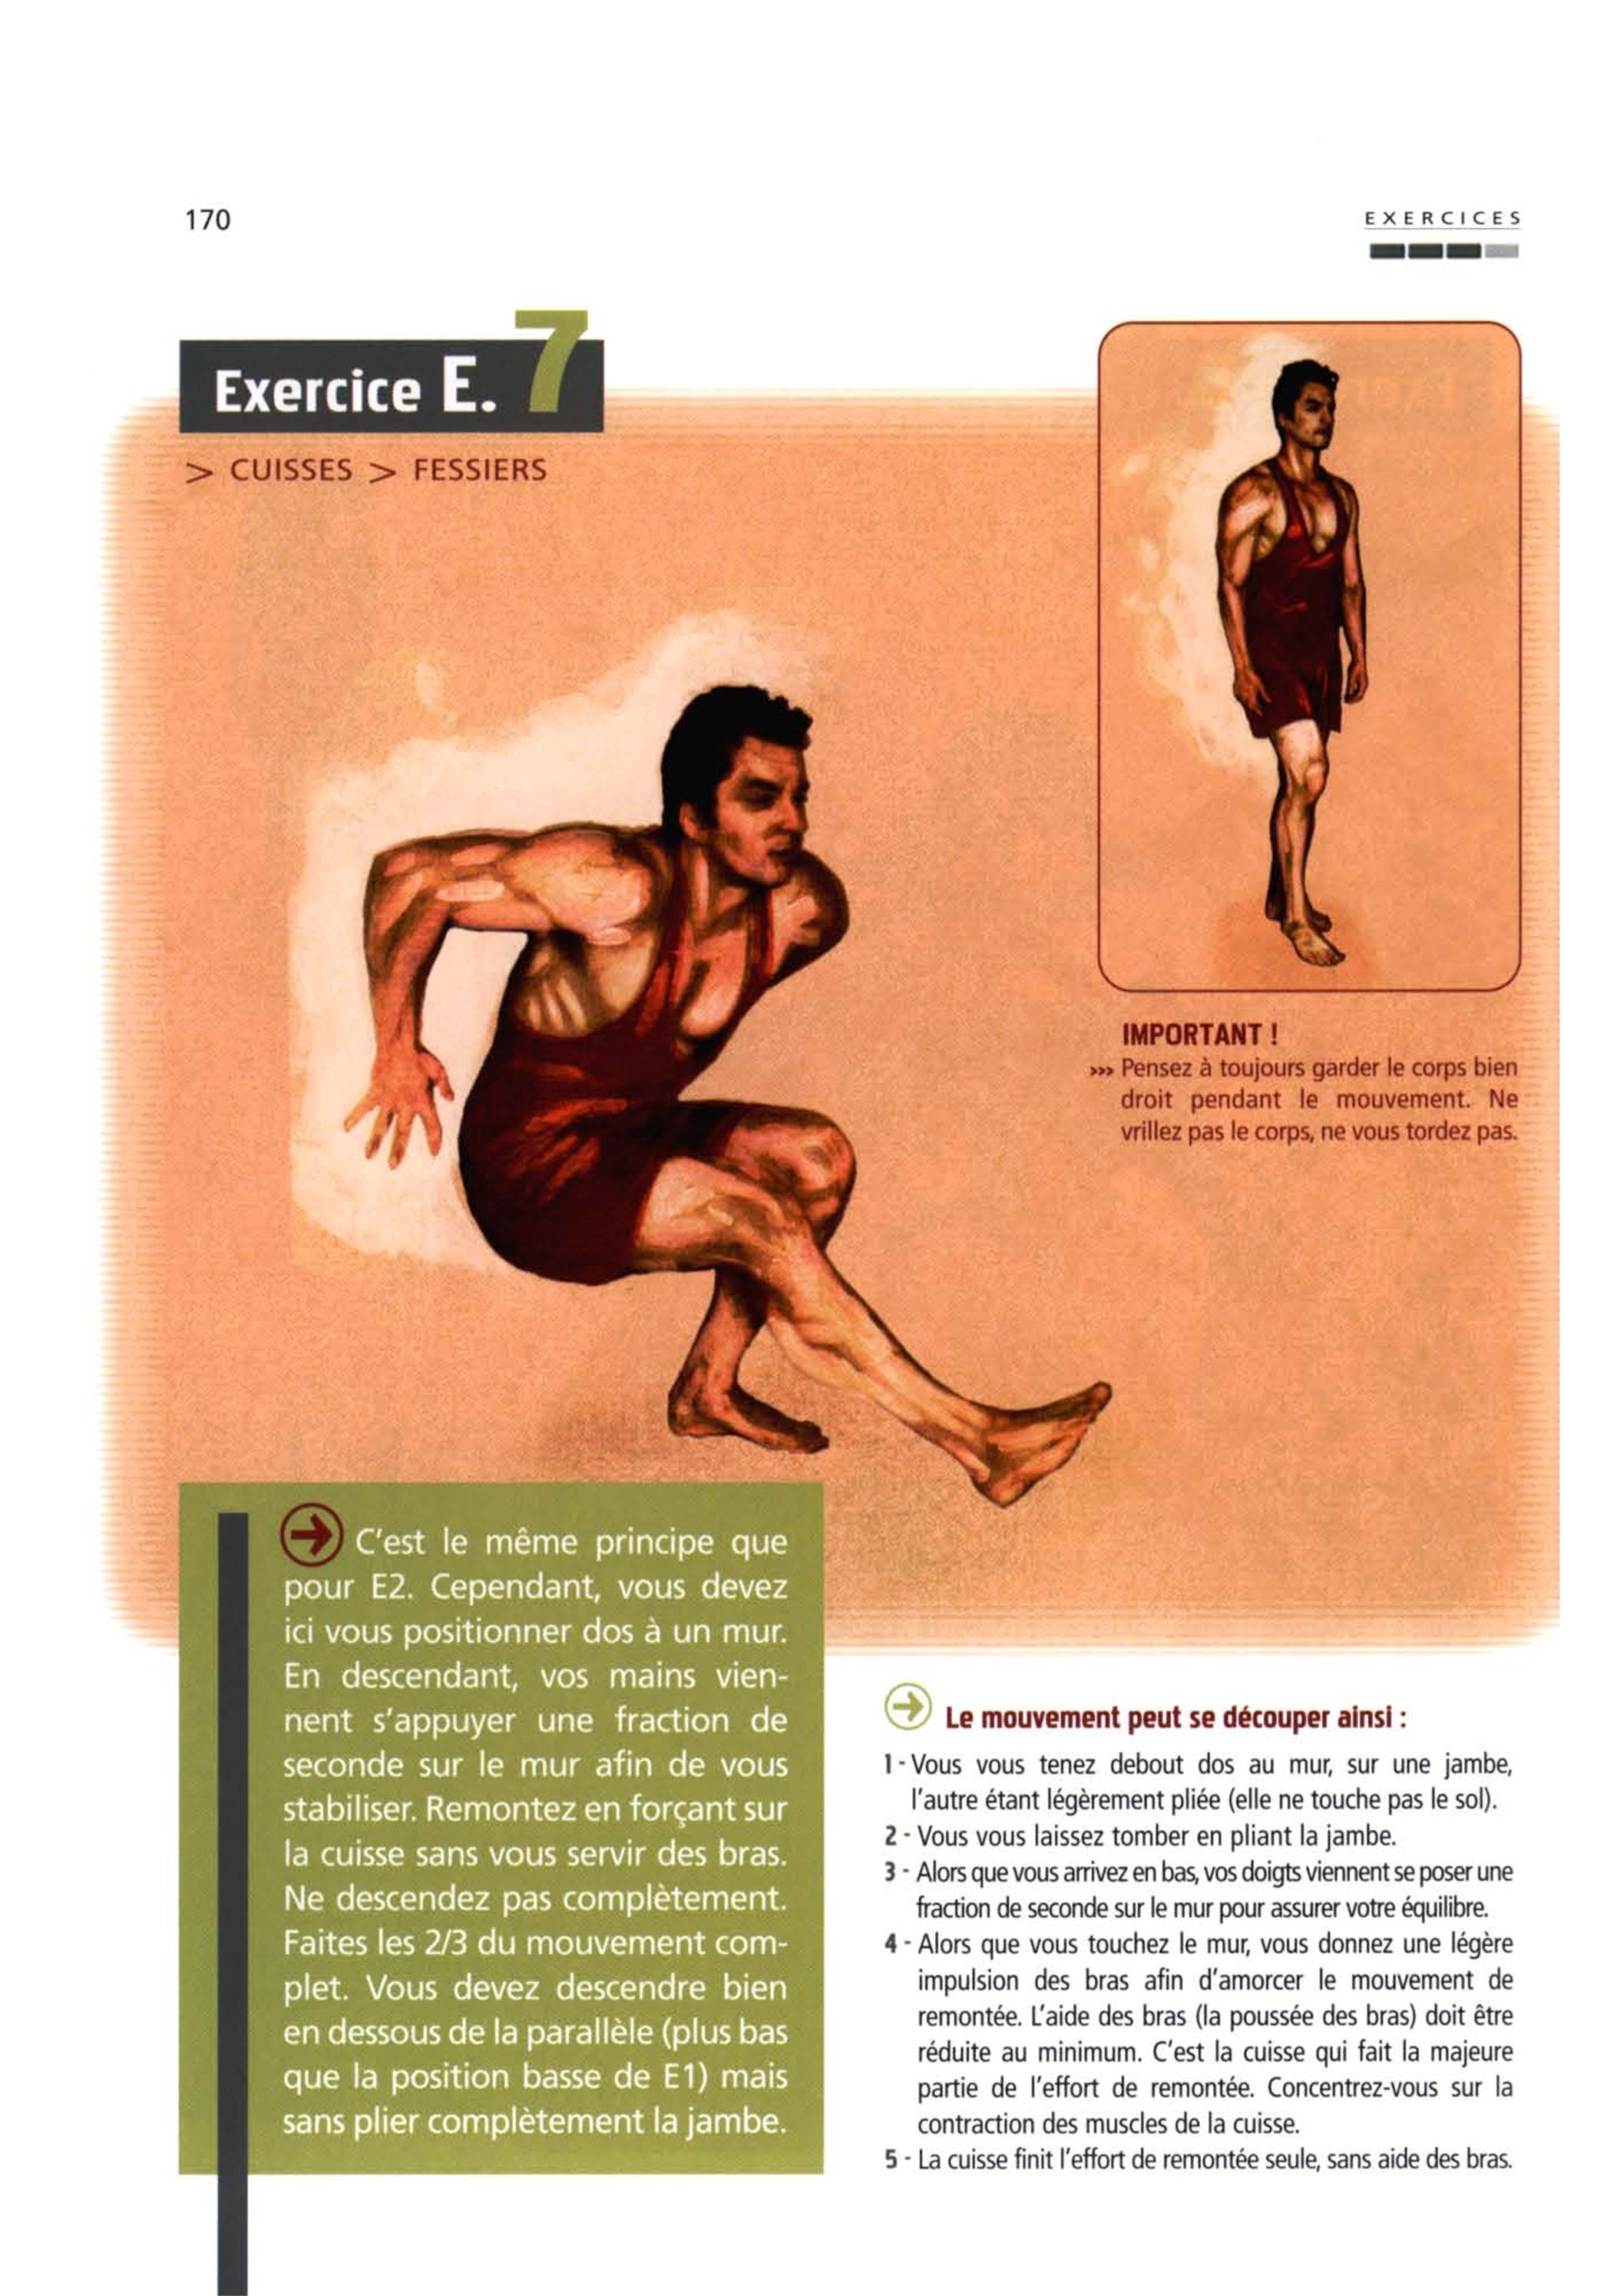 170
EXERCICES
Exercice E. 7
> CUISSES > FESSIERS
IMPORTANT !
››› Pensez à toujours garder le corps bien
droit pendant le mouvement. Ne
vrillez pas le corps, ne vous tordez pas.
C'est le même principe que
pour E2. Cependant, vous devez
ici vous positionner dos à un mur.
En descendant, vos mains vien-
nent s'appuyer une fraction de
seconde sur le mur afin de vous
stabiliser. Remontez en forçant sur
la cuisse sans vous servir des bras.
Ne descendez pas complètement.
Faites les 2/3 du mouvement com-
plet. Vous devez descendre bien
en dessous de la parallèle (plus bas
que la position basse de E1) mais
sans plier complètement la jambe.
Le mouvement peut se découper ainsi :
1 - Vous vous tenez debout dos au mur, sur une jambe,
l'autre étant légèrement pliée (elle ne touche pas le sol).
2 - Vous vous laissez tomber en pliant la jambe.
3 - Alors que vous arrivez en bas, vos doigts viennent se poser une
fraction de seconde sur le mur pour assurer votre équilibre.
4 - Alors que vous touchez le mur, vous donnez une légère
impulsion des bras afin d'amorcer le mouvement de
remontée. L'aide des bras (la poussée des bras) doit être
réduite au minimum. C'est la cuisse qui fait la majeure
partie de l'effort de remontée. Concentrez-vous sur la
contraction des muscles de la cuisse.
5 - La cuisse finit l'effort de remontée seule, sans aide des bras.